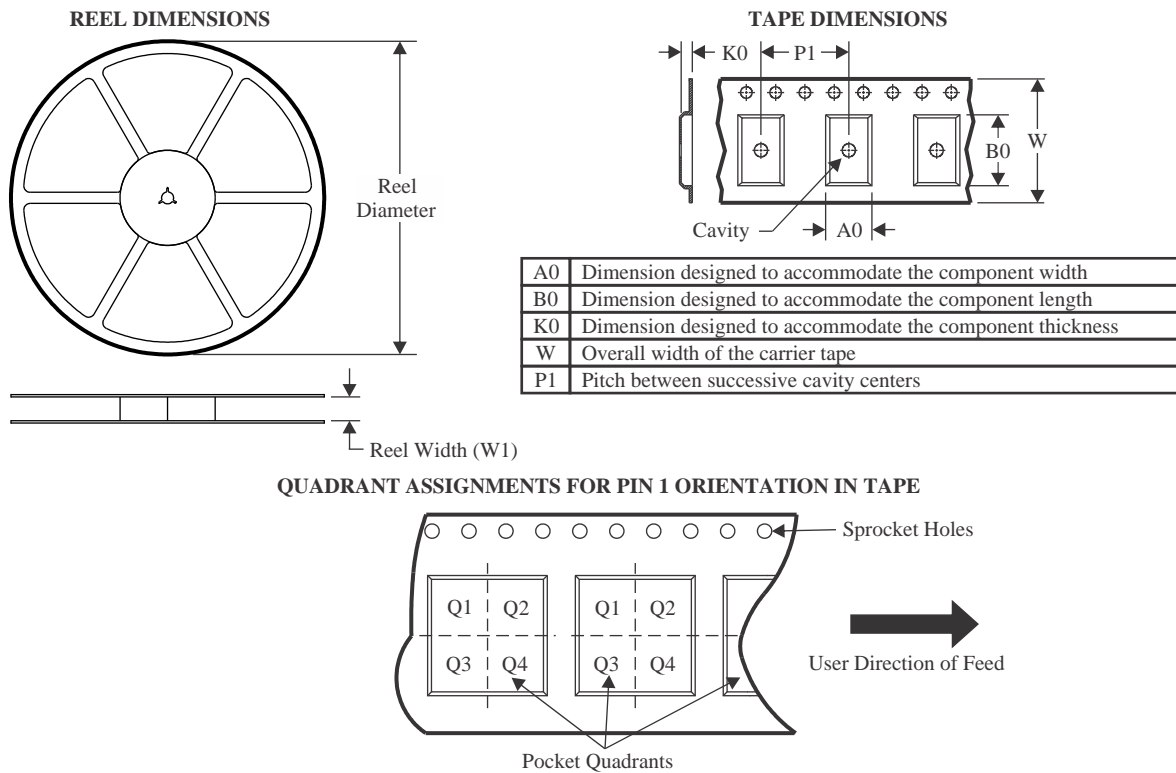 REEL DIMENSIONS
Reel
Diameter
Reel Width (W1)
TAPE DIMENSIONS
K0
P1
B0
W
Cavity
A0
A0 Dimension designed to accommodate the component width
B0 Dimension designed to accommodate the component length
K0 Dimension designed to accommodate the component thickness
W Overall width of the carrier tape
P1 Pitch between successive cavity centers
QUADRANT ASSIGNMENTS FOR PIN 1 ORIENTATION IN TAPE
Sprocket Holes
Q1 Q2 Q1 Q2
Q3 Q4 Q3 Q4
User Direction of Feed
Pocket Quadrants